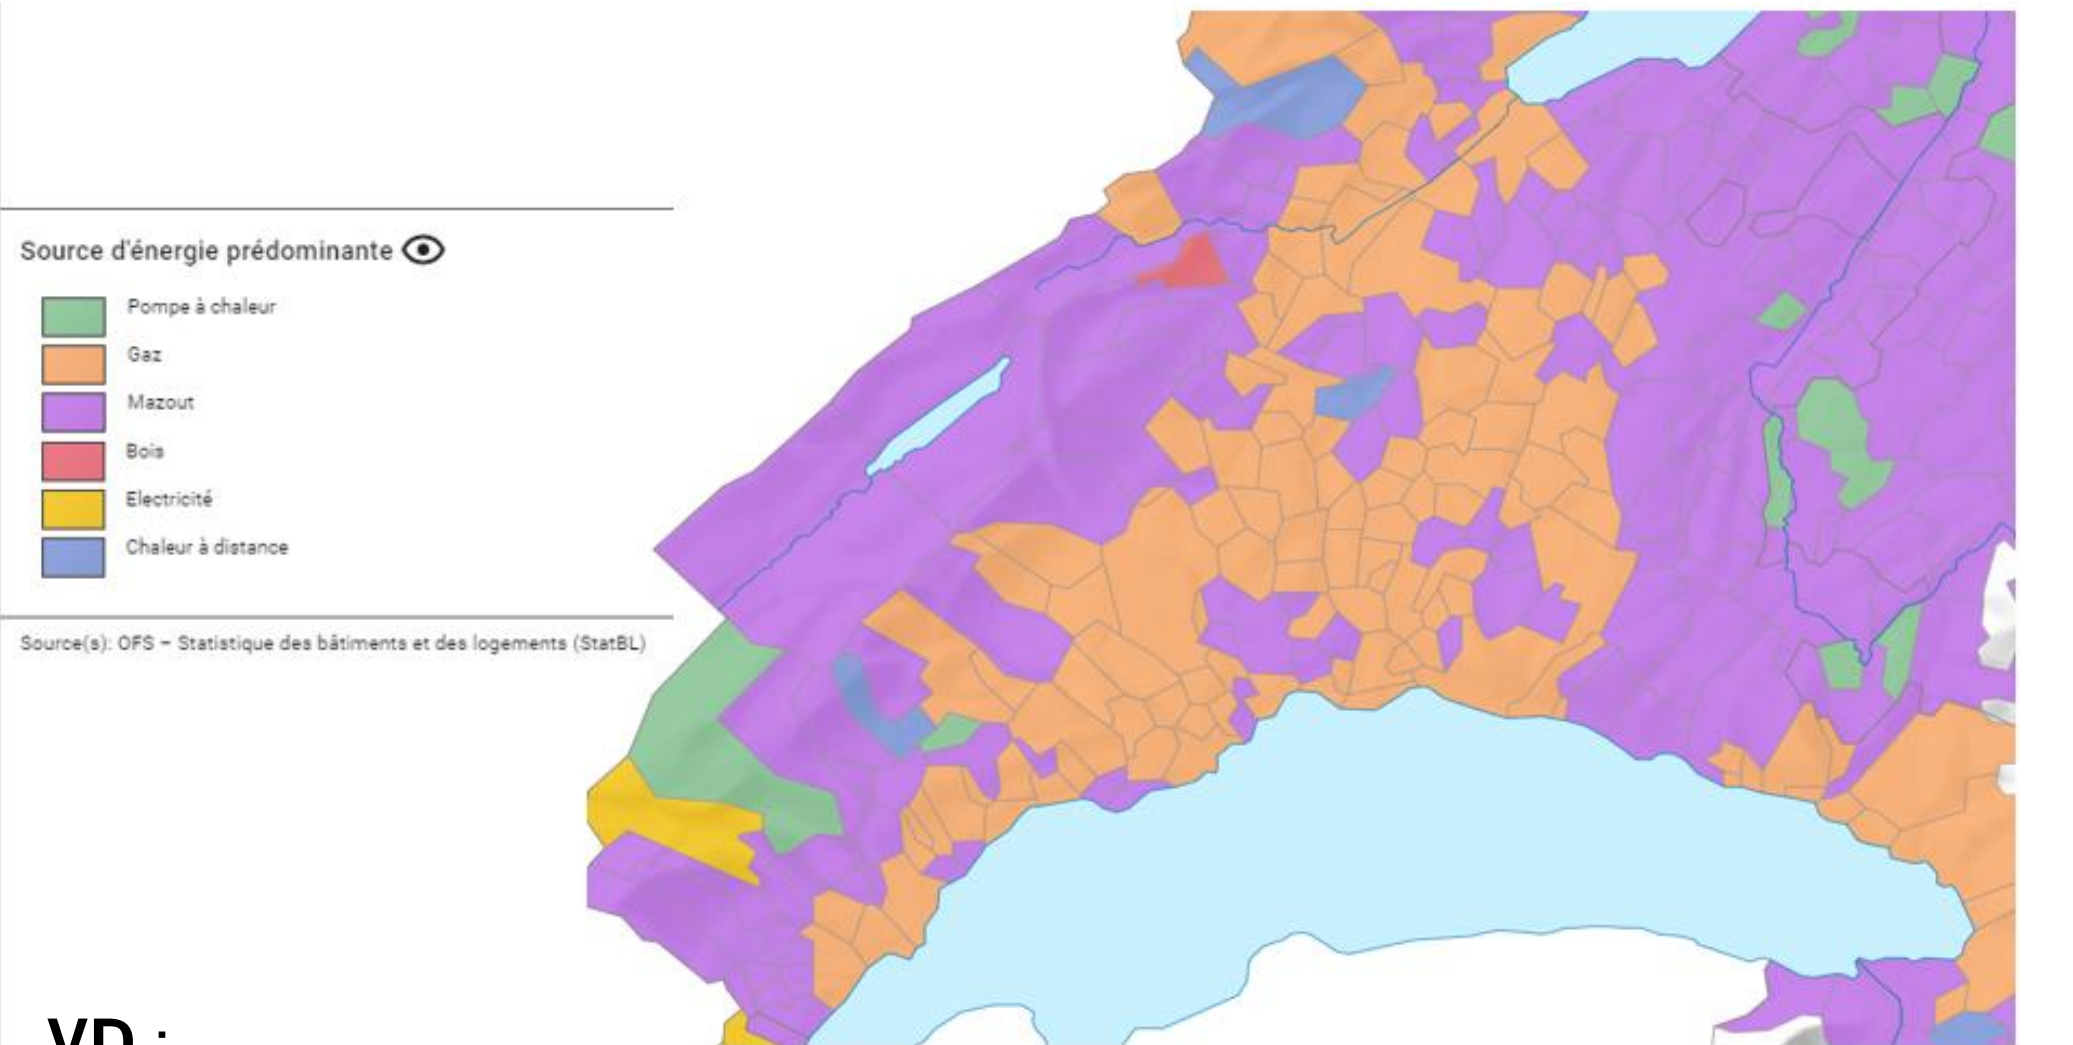 Source d'énergie prédominante
Pompe à chaleur
Gaz
Mazout
Bois
Electricité
Chaleur à distance
Source(s): OFS – Statistique des bâtiments et des logements (StatBL)
VD :